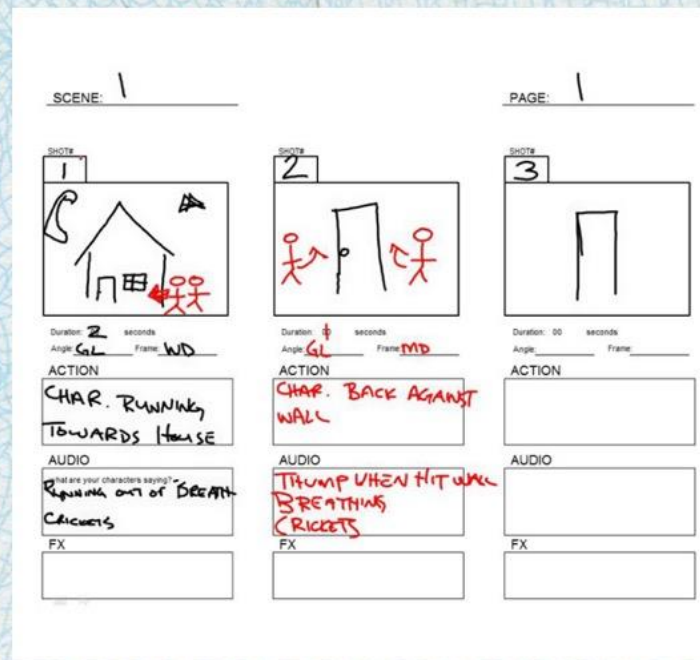 SCENE: 1
PAGE: 1
SHOT#
1
Duration: 2 seconds
Angle: GL Frame: WD
ACTION
CHAR. RUNNING
TOWARDS HOUSE
AUDIO
What are your characters saying?
RUNNING OUT OF BREATH
CRICKETS
FX
SHOT#
2
Duration: 1 seconds
Angle: GL Frame: MD
ACTION
CHAR. BACK AGAINST
WALL
AUDIO
THUMP WHEN HIT WALL
BREATHING
CRICKETS
FX
SHOT#
3
Duration: 00 seconds
Angle: Frame:
ACTION
AUDIO
FX